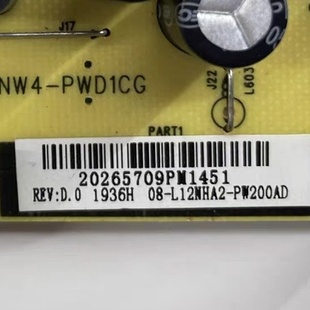 J17
NW4-PWD1CG
J22
L603
PART1
20265709PM1451
REV:D.0 1936H 08-L12NHA2-PW200AD